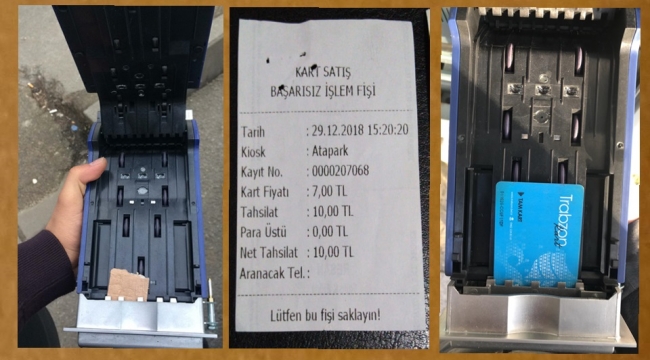 KART SATIŞ
BAŞARISIZ İŞLEM FİŞİ
Tarih : 29.12.2018 15:20:20
Kiosk : Atapark
Kayıt No. : 0000207068
Kart Fiyatı : 7,00 TL
Tahsilat : 10,00 TL
Para Üstü : 0,00 TL
Net Tahsilat : 10,00 TL
Aranacak Tel. :
Lütfen bu fişi saklayın!
Trabzon